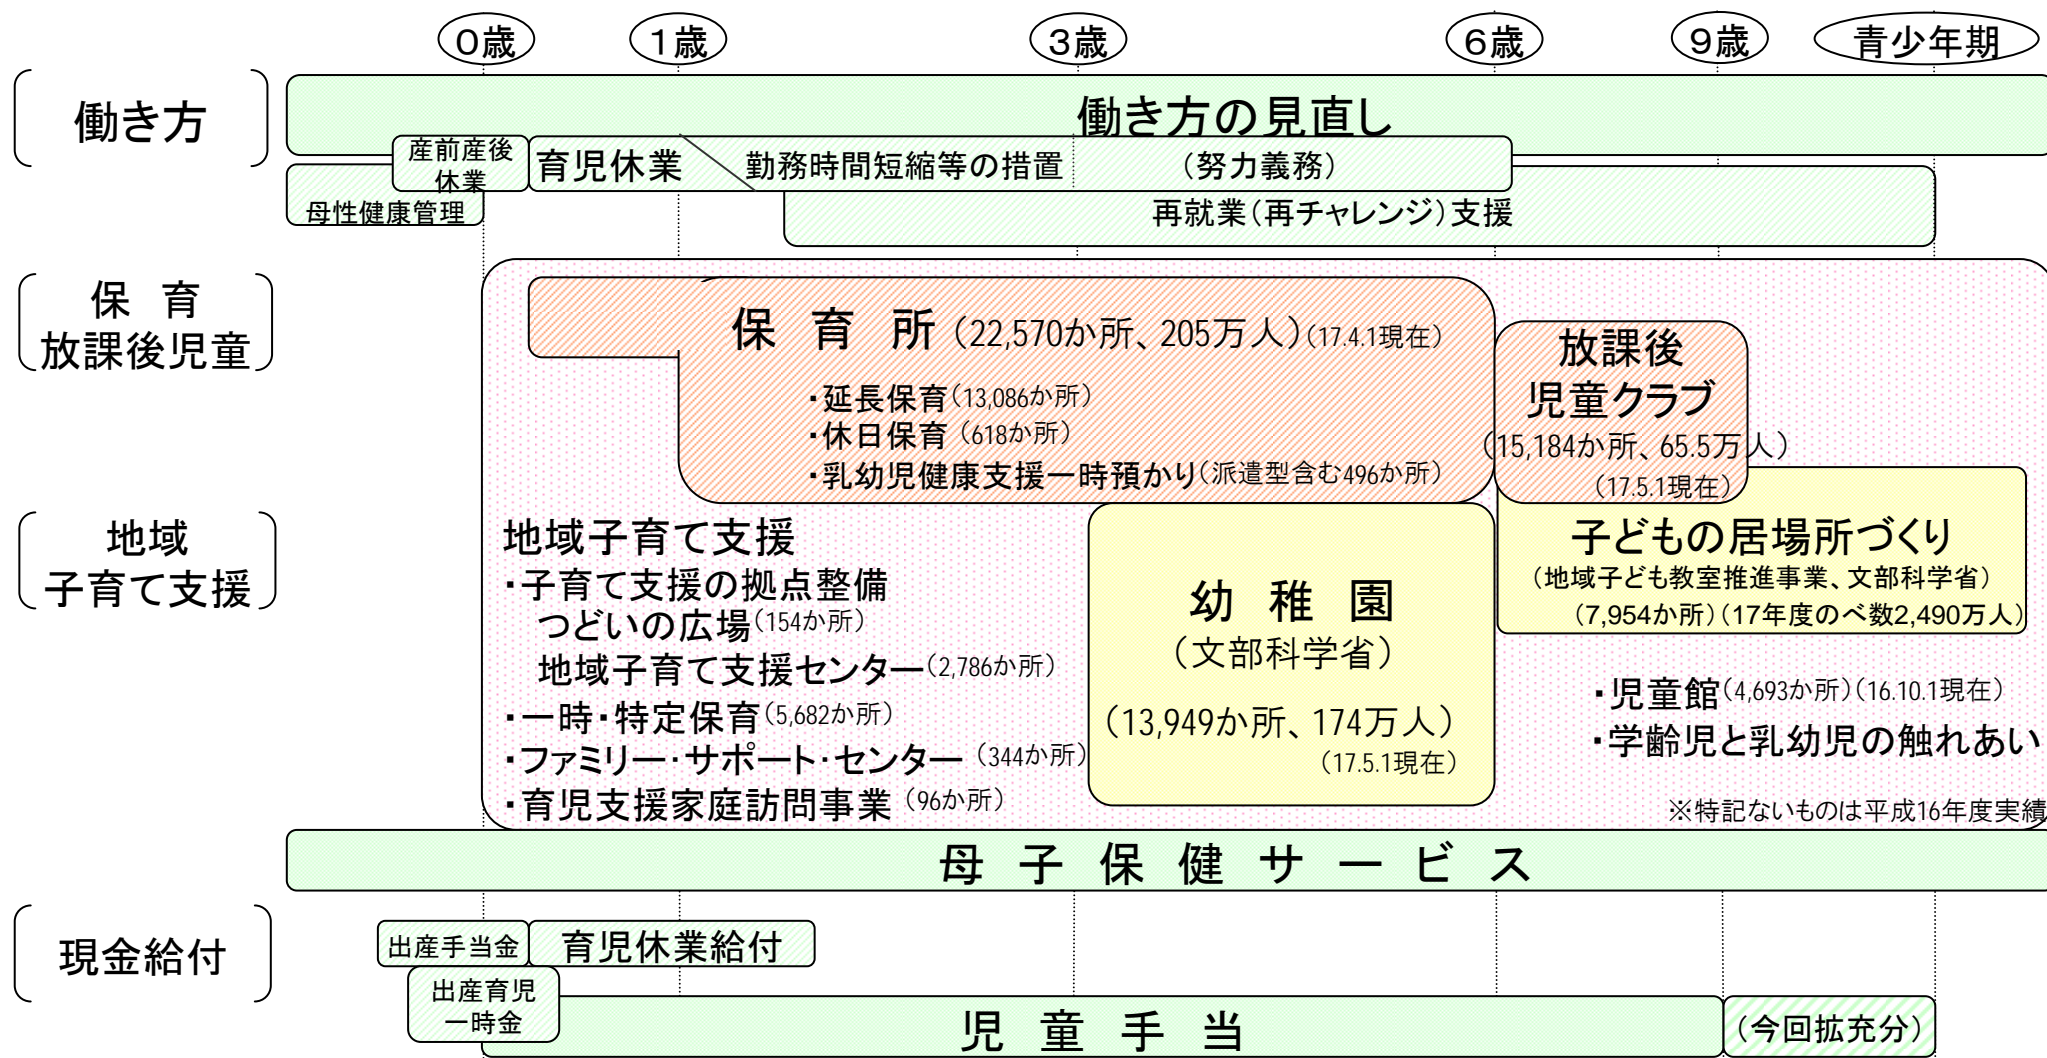 0歳
1歳
3歳
6歳
9歳
青少年期
働き方
働き方の見直し
産前産後
休業
育児休業
勤務時間短縮等の措置
(努力義務)
母性健康管理
再就業(再チャレンジ)支援
保 育
放課後児童
保 育 所 (22,570か所、205万人)(17.4.1現在)
・延長保育(13,086か所)
・休日保育 (618か所)
・乳幼児健康支援一時預かり(派遣型含む496か所)
放課後
児童クラブ
(15,184か所、65.5万人)
(17.5.1現在)
地域
子育て支援
地域子育て支援
・子育て支援の拠点整備
つどいの広場(154か所)
地域子育て支援センター(2,786か所)
・一時・特定保育(5,682か所)
・ファミリー・サポート・センター (344か所)
・育児支援家庭訪問事業 (96か所)
幼 稚 園
(文部科学省)
(13,949か所、174万人)
(17.5.1現在)
子どもの居場所づくり
(地域子ども教室推進事業、文部科学省)
(7,954か所)(17年度のべ数2,490万人)
・児童館(4,693か所)(16.10.1現在)
・学齢児と乳幼児の触れあい
※特記ないものは平成16年度実績
母 子 保 健 サ ー ビ ス
現金給付
出産手当金
育児休業給付
出産育児
一時金
児 童 手 当
(今回拡充分)